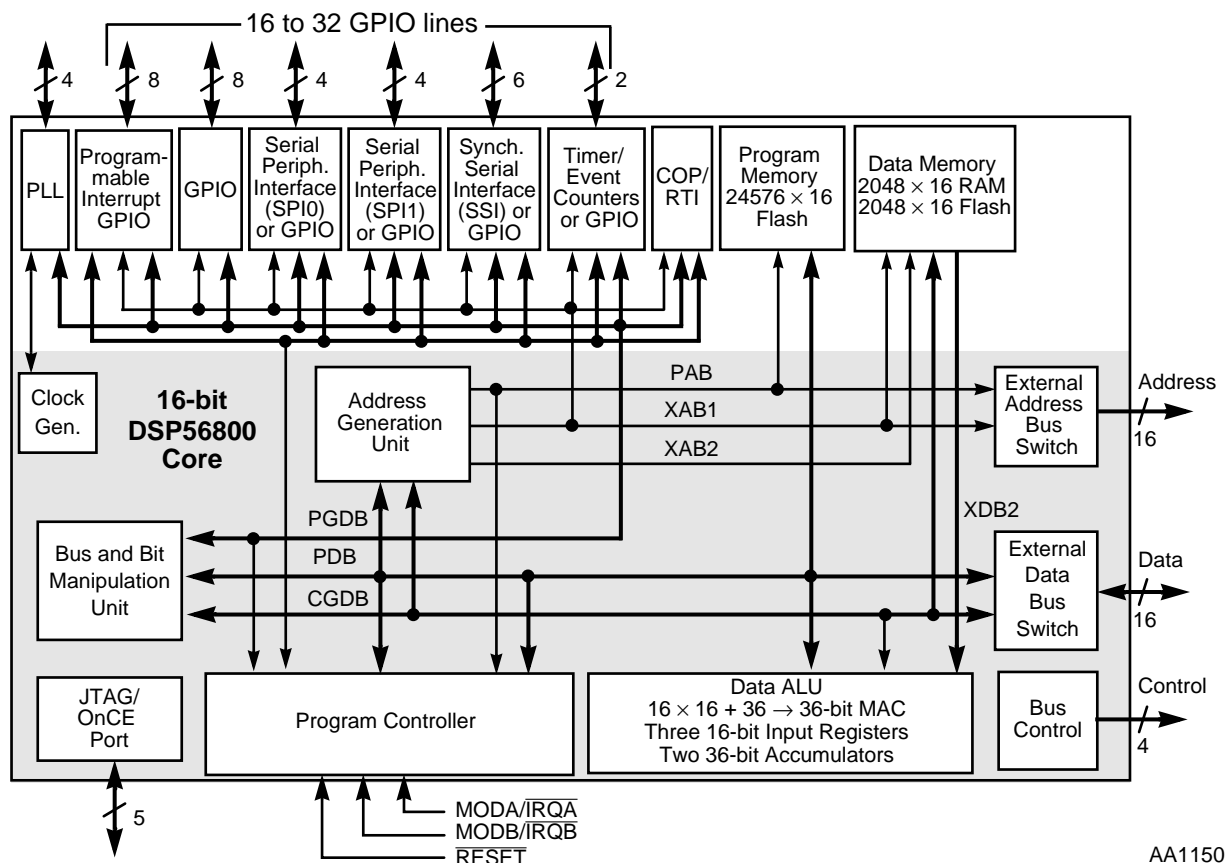 16 to 32 GPIO lines
4
8
8
4
4
6
2
PLL
Program-
mable
Interrupt
GPIO
GPIO
Serial
Periph.
Interface
(SPI0)
or GPIO
Serial
Periph.
Interface
(SPI1)
or GPIO
Synch.
Serial
Interface
(SSI) or
GPIO
Timer/
Event
Counters
or GPIO
COP/
RTI
Program
Memory
24576 × 16
Flash
Data Memory
2048 × 16 RAM
2048 × 16 Flash
Clock
Gen.
16-bit
DSP56800
Core
Address
Generation
Unit
PAB
XAB1
XAB2
External
Address
Bus
Switch
Address
16
XDB2
PGDB
PDB
CGDB
Bus and Bit
Manipulation
Unit
External
Data
Bus
Switch
Data
16
JTAG/
OnCE
Port
5
Program Controller
Data ALU
16 × 16 + 36 → 36-bit MAC
Three 16-bit Input Registers
Two 36-bit Accumulators
Bus
Control
Control
4
MODA/IRQA
MODB/IRQB
RESET
AA1150